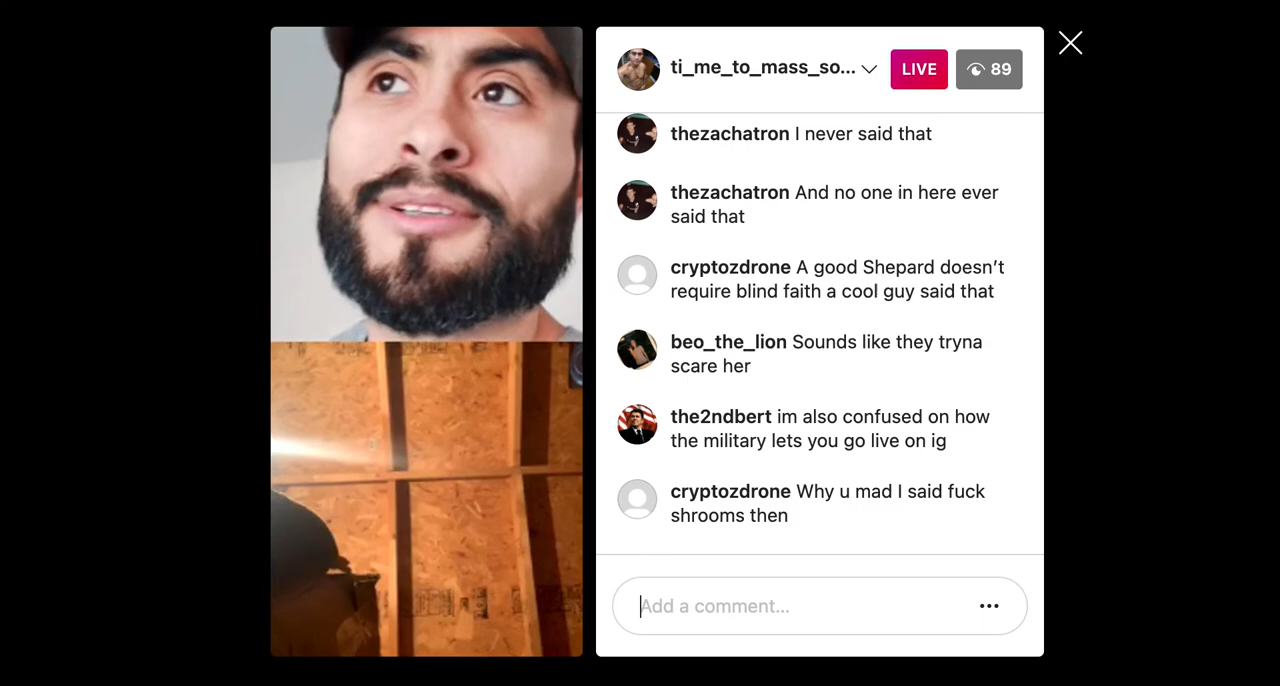 ti_me_to_mass_so...
LIVE
89
thezachatron I never said that
thezachatron And no one in here ever
said that
cryptozdrone A good Shepard doesn’t
require blind faith a cool guy said that
beo_the_lion Sounds like they tryna
scare her
the2ndbert im also confused on how
the military lets you go live on ig
cryptozdrone Why u mad I said fuck
shrooms then
Add a comment...